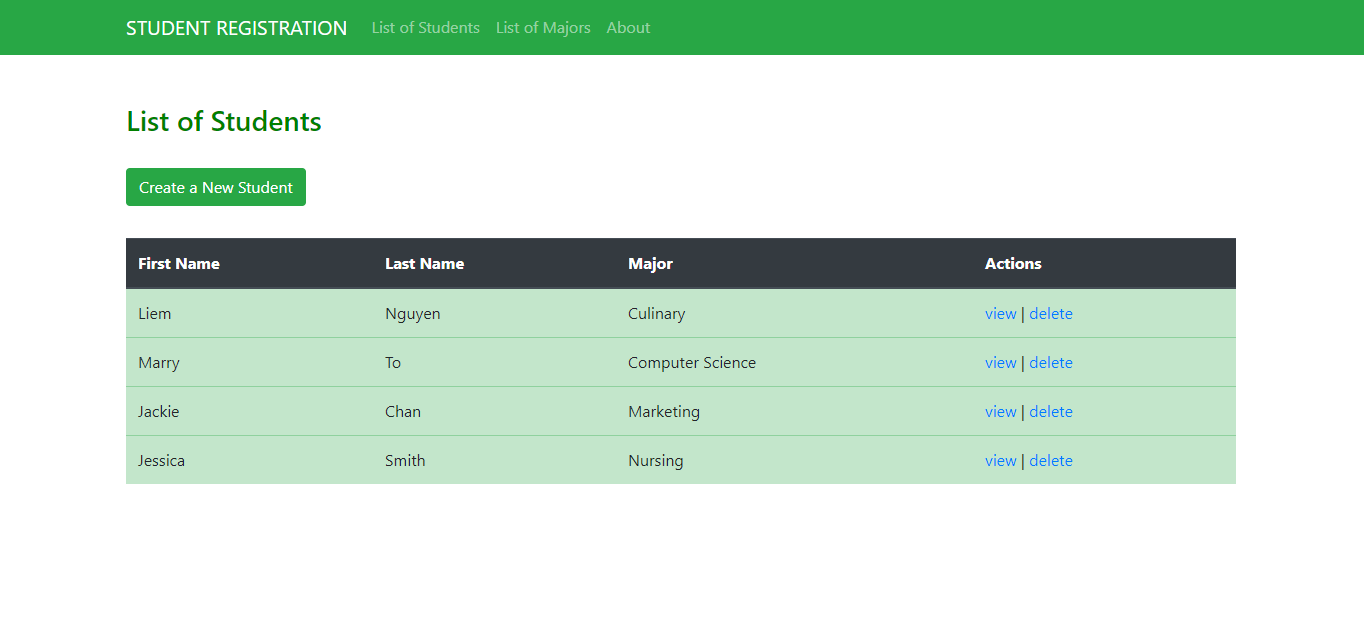 STUDENT REGISTRATION List of Students List of Majors About
List of Students
Create a New Student
First Name Last Name Major Actions
Liem Nguyen Culinary view | delete
Marry To Computer Science view | delete
Jackie Chan Marketing view | delete
Jessica Smith Nursing view | delete